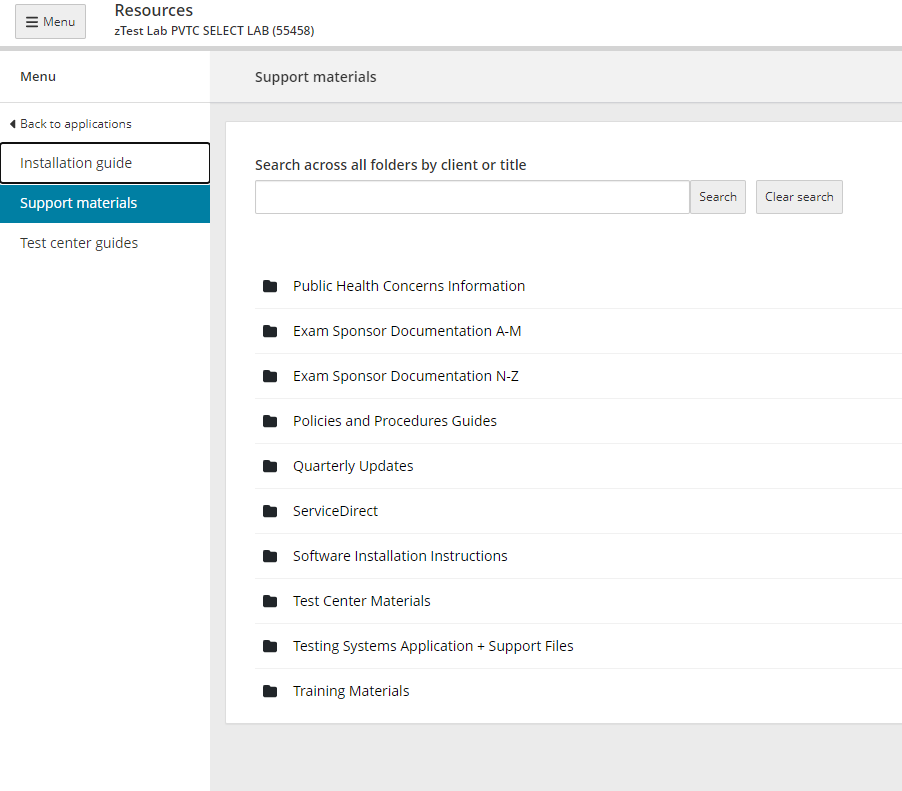 Menu
Resources
zTest Lab PVTC SELECT LAB (55458)
Menu
Back to applications
Installation guide
Support materials
Test center guides
Support materials
Search across all folders by client or title
Search
Clear search
Public Health Concerns Information
Exam Sponsor Documentation A-M
Exam Sponsor Documentation N-Z
Policies and Procedures Guides
Quarterly Updates
ServiceDirect
Software Installation Instructions
Test Center Materials
Testing Systems Application + Support Files
Training Materials